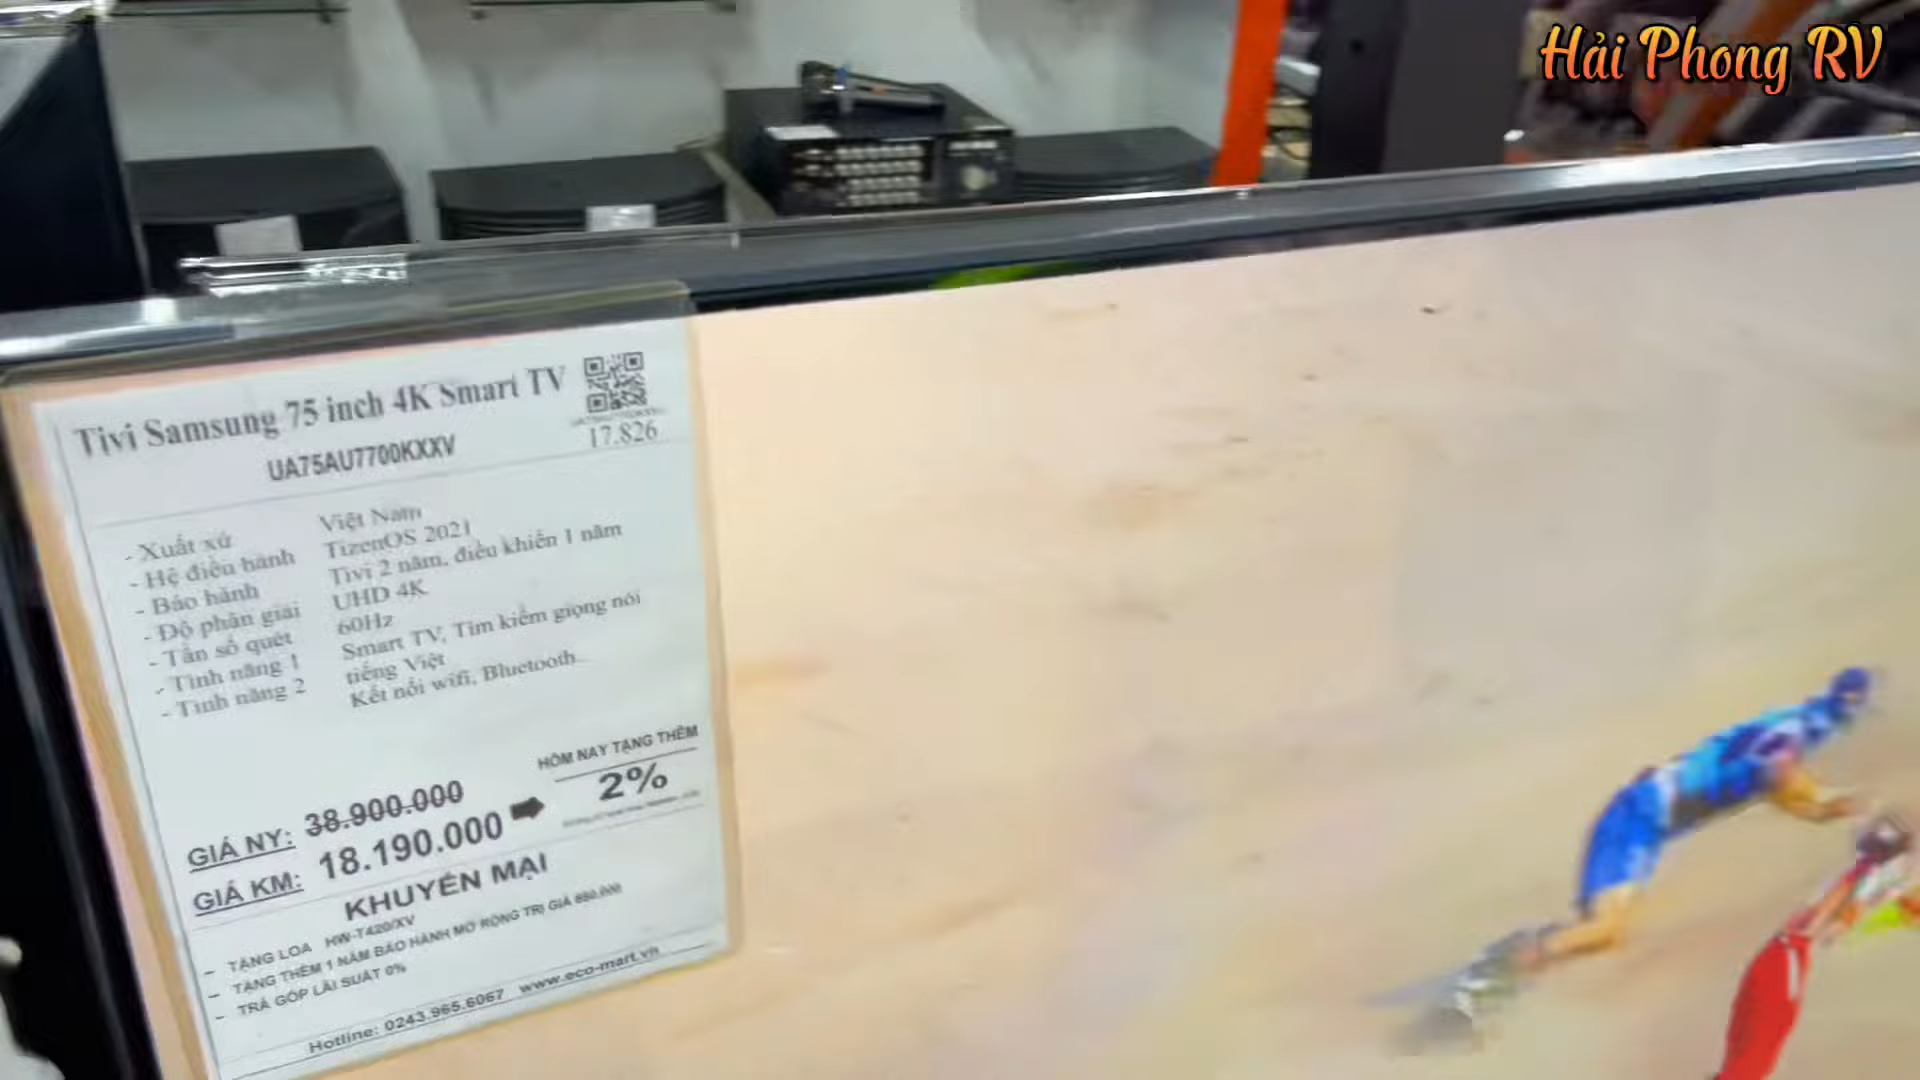 Hải Phong RV
Tivi Samsung 75 inch 4K Smart TV
UA75AU7700KXXV
17.826
- Xuất xứ Việt Nam
- Hệ điều hành TizenOS 2021
- Bảo hành Tivi 2 năm, điều khiển 1 năm
- Độ phân giải UHD 4K
- Tần số quét 60Hz
- Tính năng 1 Smart TV, Tìm kiếm giọng nói
tiếng Việt
- Tính năng 2 Kết nối wifi, Bluetooth
GIÁ NY: 38.900.000
GIÁ KM: 18.190.000
HÔM NAY TẶNG THÊM
2%
KHUYẾN MẠI
- TẶNG LOA HW-T420/XV
- TẶNG THÊM 1 NĂM BẢO HÀNH MỞ RỘNG TRỊ GIÁ
- TRẢ GÓP LÃI SUẤT 0%
Hotline: 0243.965.6067 www.eco-mart.vn